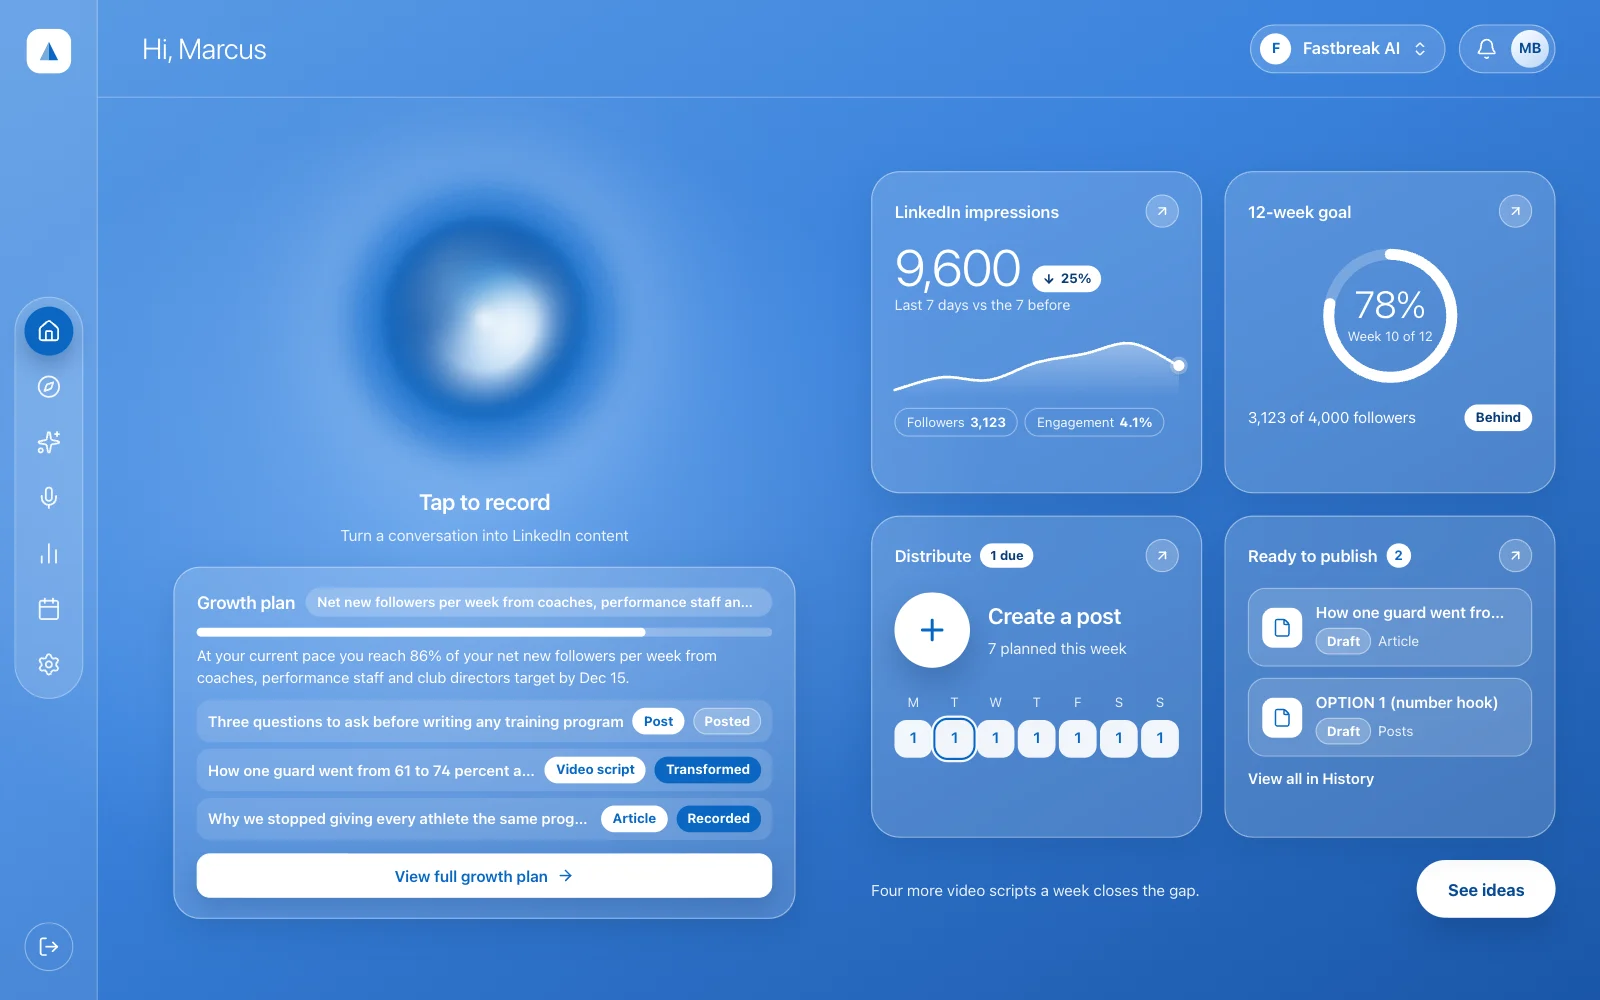 Hi, Marcus
F Fastbreak AI
MB
Tap to record
Turn a conversation into LinkedIn content
Growth plan Net new followers per week from coaches, performance staff an...
At your current pace you reach 86% of your net new followers per week from
coaches, performance staff and club directors target by Dec 15.
Three questions to ask before writing any training program Post Posted
How one guard went from 61 to 74 percent a... Video script Transformed
Why we stopped giving every athlete the same prog... Article Recorded
View full growth plan
LinkedIn impressions
9,600 25%
Last 7 days vs the 7 before
Followers 3,123 Engagement 4.1%
12-week goal
78%
Week 10 of 12
3,123 of 4,000 followers Behind
Distribute 1 due
Create a post
7 planned this week
M T W T F S S
1 1 1 1 1 1 1
Ready to publish 2
How one guard went fro...
Draft Article
OPTION 1 (number hook)
Draft Posts
View all in History
Four more video scripts a week closes the gap.
See ideas